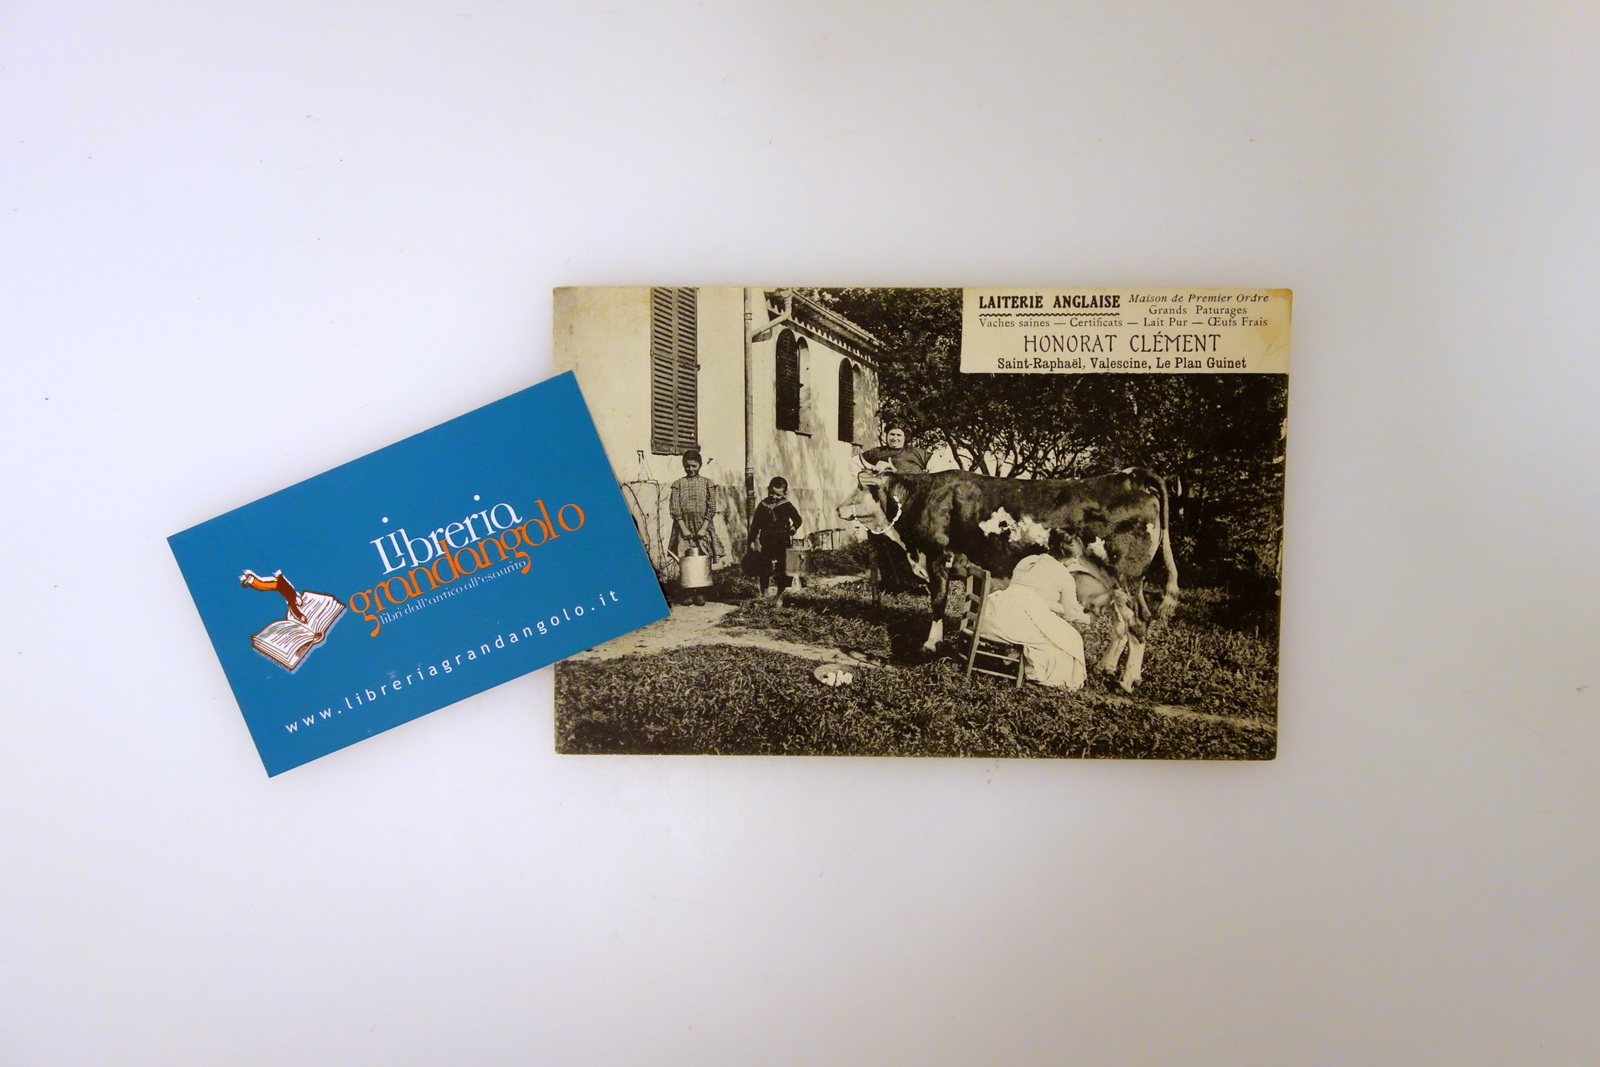 Libreria
grandangolo
libri dall'antico all'esaurito
www.libreriagrandangolo.it
LAITERIE ANGLAISE Maison de Premier Ordre
Grands Paturages
Vaches saines — Certificats — Lait Pur — Œufs Frais
HONORAT CLÉMENT
Saint-Raphaël, Valescine, Le Plan Guinet